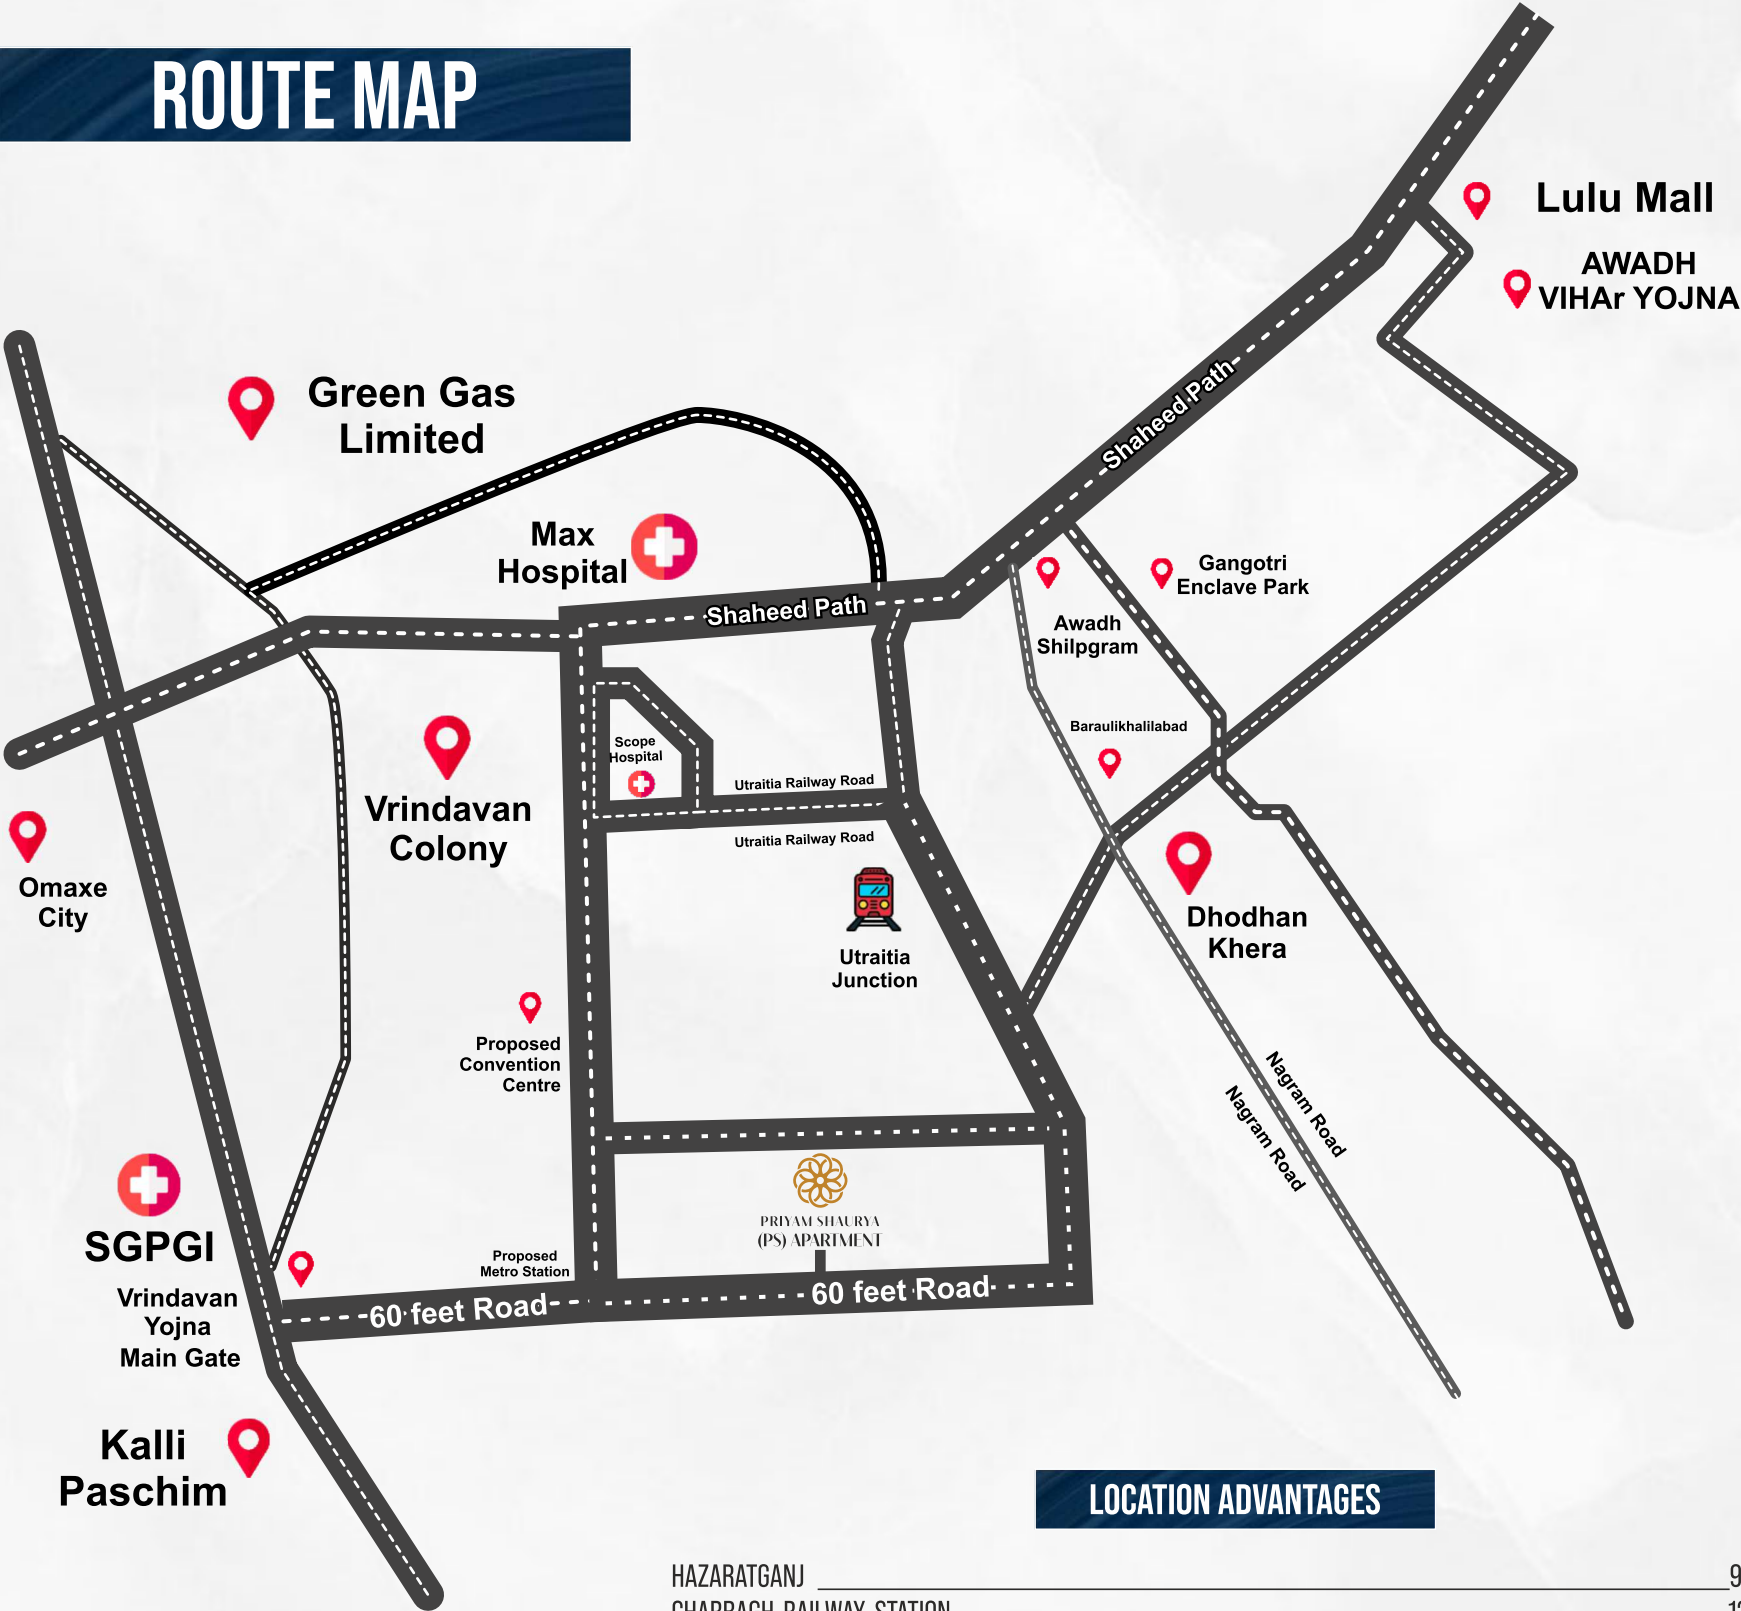 ROUTE MAP
Lulu Mall
AWADH
VIHAr YOJNA
Green Gas
Limited
Shaheed Path
Max
Hospital
Shaheed Path
Gangotri
Enclave Park
Awadh
Shilpgram
Baraulikhalilabad
Scope
Hospital
Utraitia Railway Road
Utraitia Railway Road
Vrindavan
Colony
Omaxe
City
Utraitia
Junction
Dhodhan
Khera
Proposed
Convention
Centre
Nagram Road
Nagram Road
PRIYAM SHAURYA
(PS) APARTMENT
SGPGI
Proposed
Metro Station
60 feet Road
60 feet Road
Vrindavan
Yojna
Main Gate
Kalli
Paschim
LOCATION ADVANTAGES
HAZARATGANJ 9